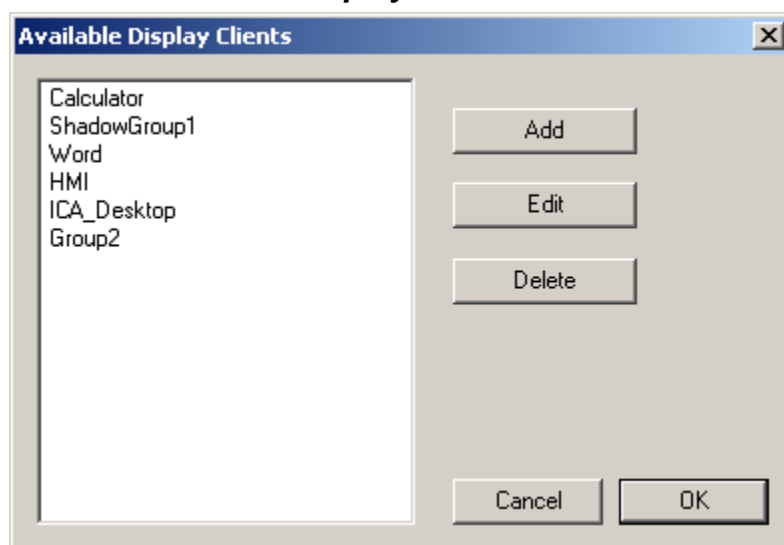 Available Display Clients
Calculator
ShadowGroup1
Word
HMI
ICA_Desktop
Group2
Add
Edit
Delete
Cancel
OK